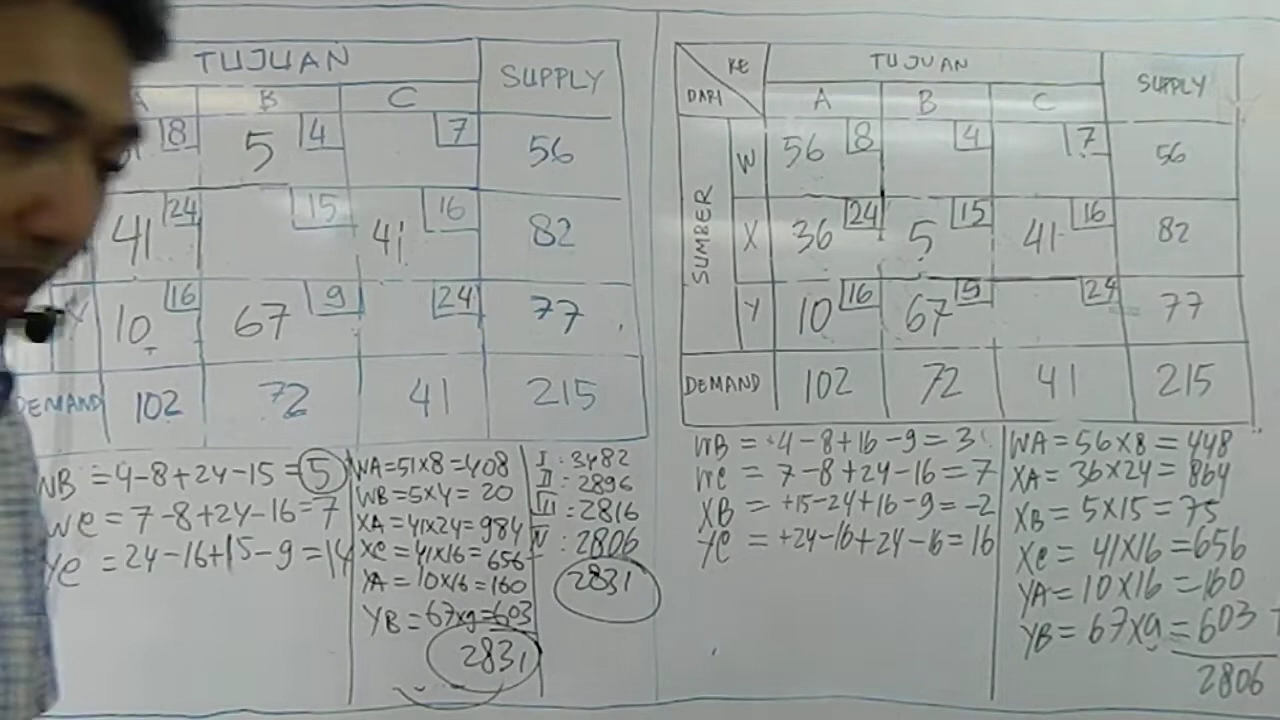 TUJUAN SUPPLY
A B C
51 8 5 4 7 56
41 24 15 41 16 82
Y 10 16 67 9 24 77
DEMAND 102 72 41 215
WB = 4-8+24-15 = 5
WC = 7-8+24-16 = 7
YC = 24-16+15-9 = 14
WA = 51x8 = 408
WB = 5x4 = 20
XA = 41x24 = 984
XC = 41x16 = 656
YA = 10x16 = 160
YB = 67x9 = 603
2831
I : 3482
II : 2896
III : 2816
IV : 2806
2831
KE TUJUAN SUPPLY
DARI A B C
SUMBER
W 56 8 4 7 56
X 36 24 5 15 41 16 82
Y 10 16 67 9 24 77
DEMAND 102 72 41 215
WB = 4-8+16-9 = 3
WC = 7-8+24-16 = 7
XB = +15-24+16-9 = -2
YC = +24-16+24-16 = 16
WA = 56x8 = 448
XA = 36x24 = 864
XB = 5x15 = 75
XC = 41x16 = 656
YA = 10x16 = 160
YB = 67x9 = 603 +
2806